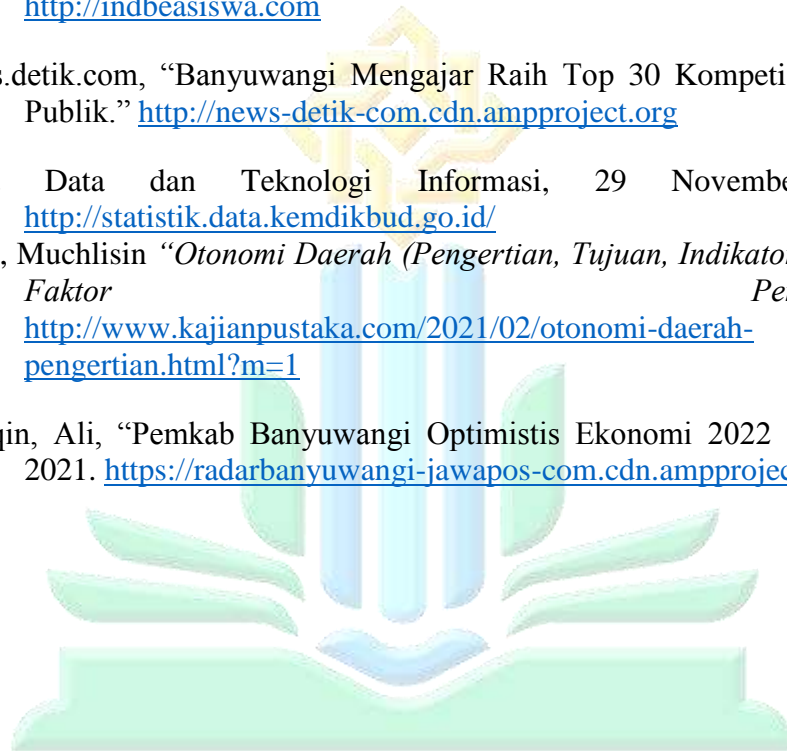 http://indbeasiswa.com
s.detik.com, “Banyuwangi Mengajar Raih Top 30 Kompeti
Publik.” http://news-detik-com.cdn.ampproject.org
Data dan Teknologi Informasi, 29 Novembe
http://statistik.data.kemdikbud.go.id/
, Muchlisin “Otonomi Daerah (Pengertian, Tujuan, Indikator
Faktor Pe
http://www.kajianpustaka.com/2021/02/otonomi-daerah-
pengertian.html?m=1
qin, Ali, “Pemkab Banyuwangi Optimistis Ekonomi 2022
2021. https://radarbanyuwangi-jawapos-com.cdn.ampprojec